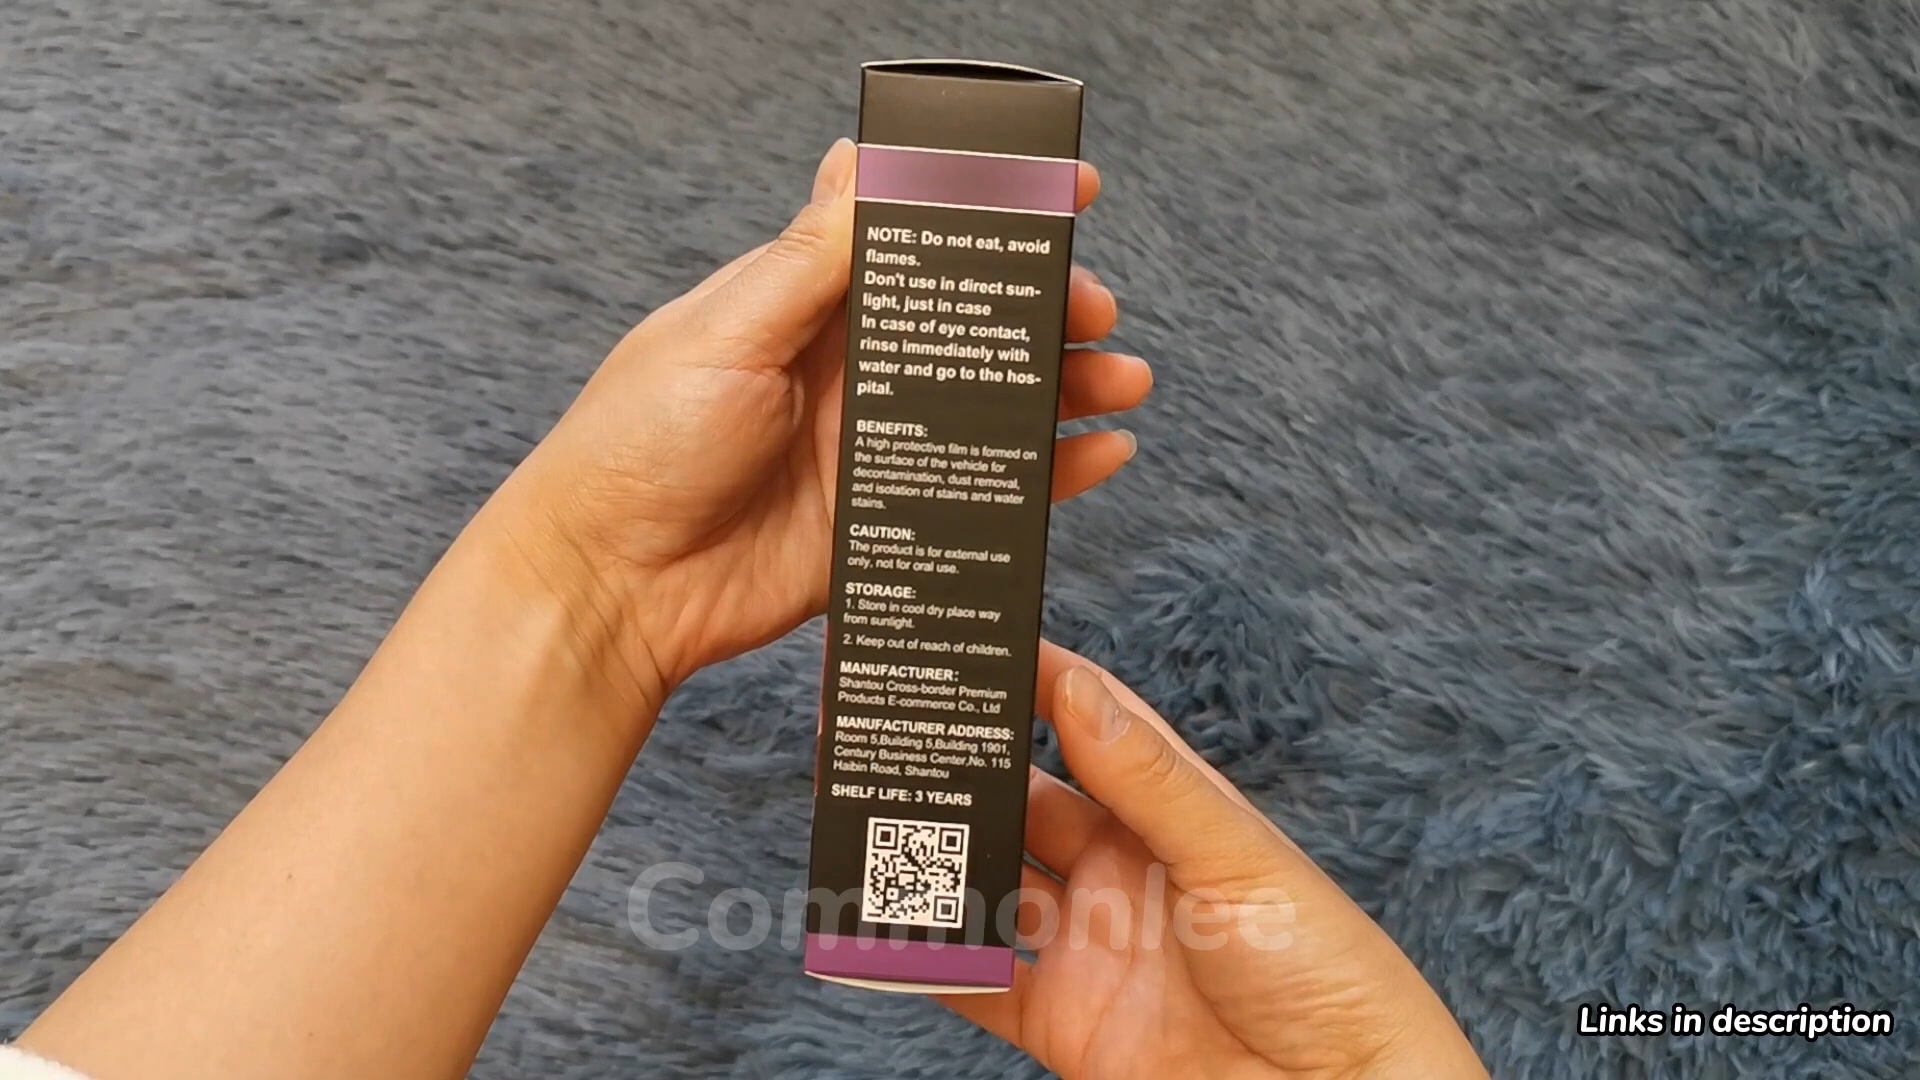 NOTE: Do not eat, avoid
flames.
Don't use in direct sun-
light, just in case
In case of eye contact,
rinse immediately with
water and go to the hos-
pital.
BENEFITS:
A high protective film is formed on
the surface of the vehicle for
decontamination, dust removal,
and isolation of stains and water
stains.
CAUTION:
The product is for external use
only, not for oral use.
STORAGE:
1. Store in cool dry place way
from sunlight.
2. Keep out of reach of children.
MANUFACTURER:
Shantou Cross-border Premium
Products E-commerce Co., Ltd
MANUFACTURER ADDRESS:
Room 5,Building 5,Building 1901,
Century Business Center,No. 115
Haibin Road, Shantou
SHELF LIFE: 3 YEARS
Commonlee
Links in description